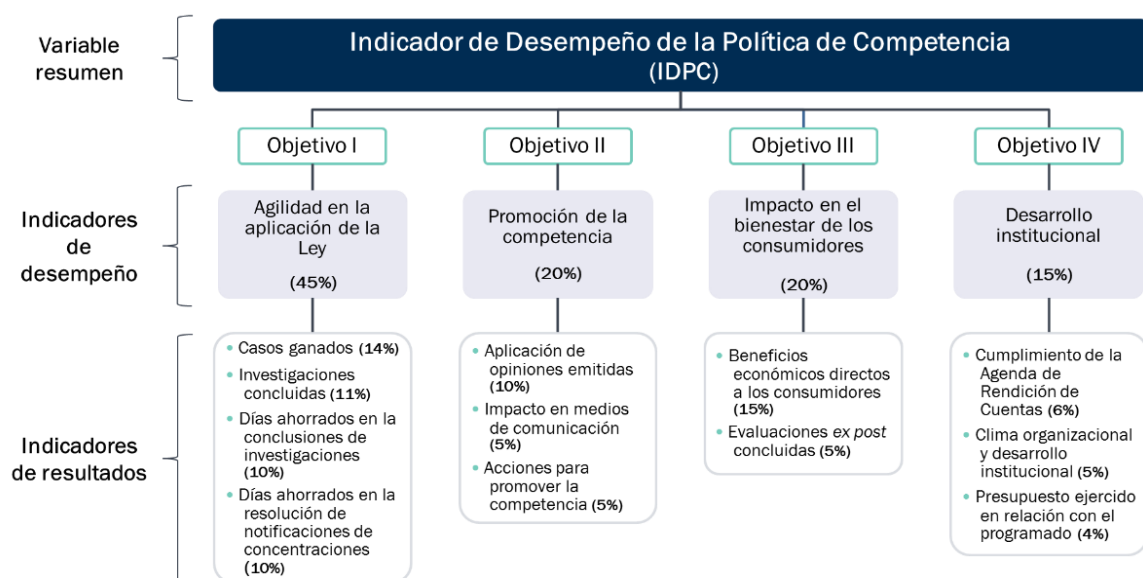 Variable
resumen
Indicador de Desempeño de la Política de Competencia
(IDPC)
Objetivo I
Objetivo II
Objetivo III
Objetivo IV
Indicadores
de
desempeño
Agilidad en la
aplicación de la
Ley
(45%)
Promoción de la
competencia
(20%)
Impacto en el
bienestar de los
consumidores
(20%)
Desarrollo
institucional
(15%)
Indicadores
de resultados
• Casos ganados (14%)
• Investigaciones
concluidas (11%)
• Días ahorrados en la
conclusiones de
investigaciones
(10%)
• Días ahorrados en la
resolución de
notificaciones de
concentraciones
(10%)
• Aplicación de
opiniones emitidas
(10%)
• Impacto en medios
de comunicación
(5%)
• Acciones para
promover la
competencia (5%)
• Beneficios
económicos directos
a los consumidores
(15%)
• Evaluaciones ex post
concluidas (5%)
• Cumplimiento de la
Agenda de
Rendición de
Cuentas (6%)
• Clima organizacional
y desarrollo
institucional (5%)
• Presupuesto ejercido
en relación con el
programado (4%)